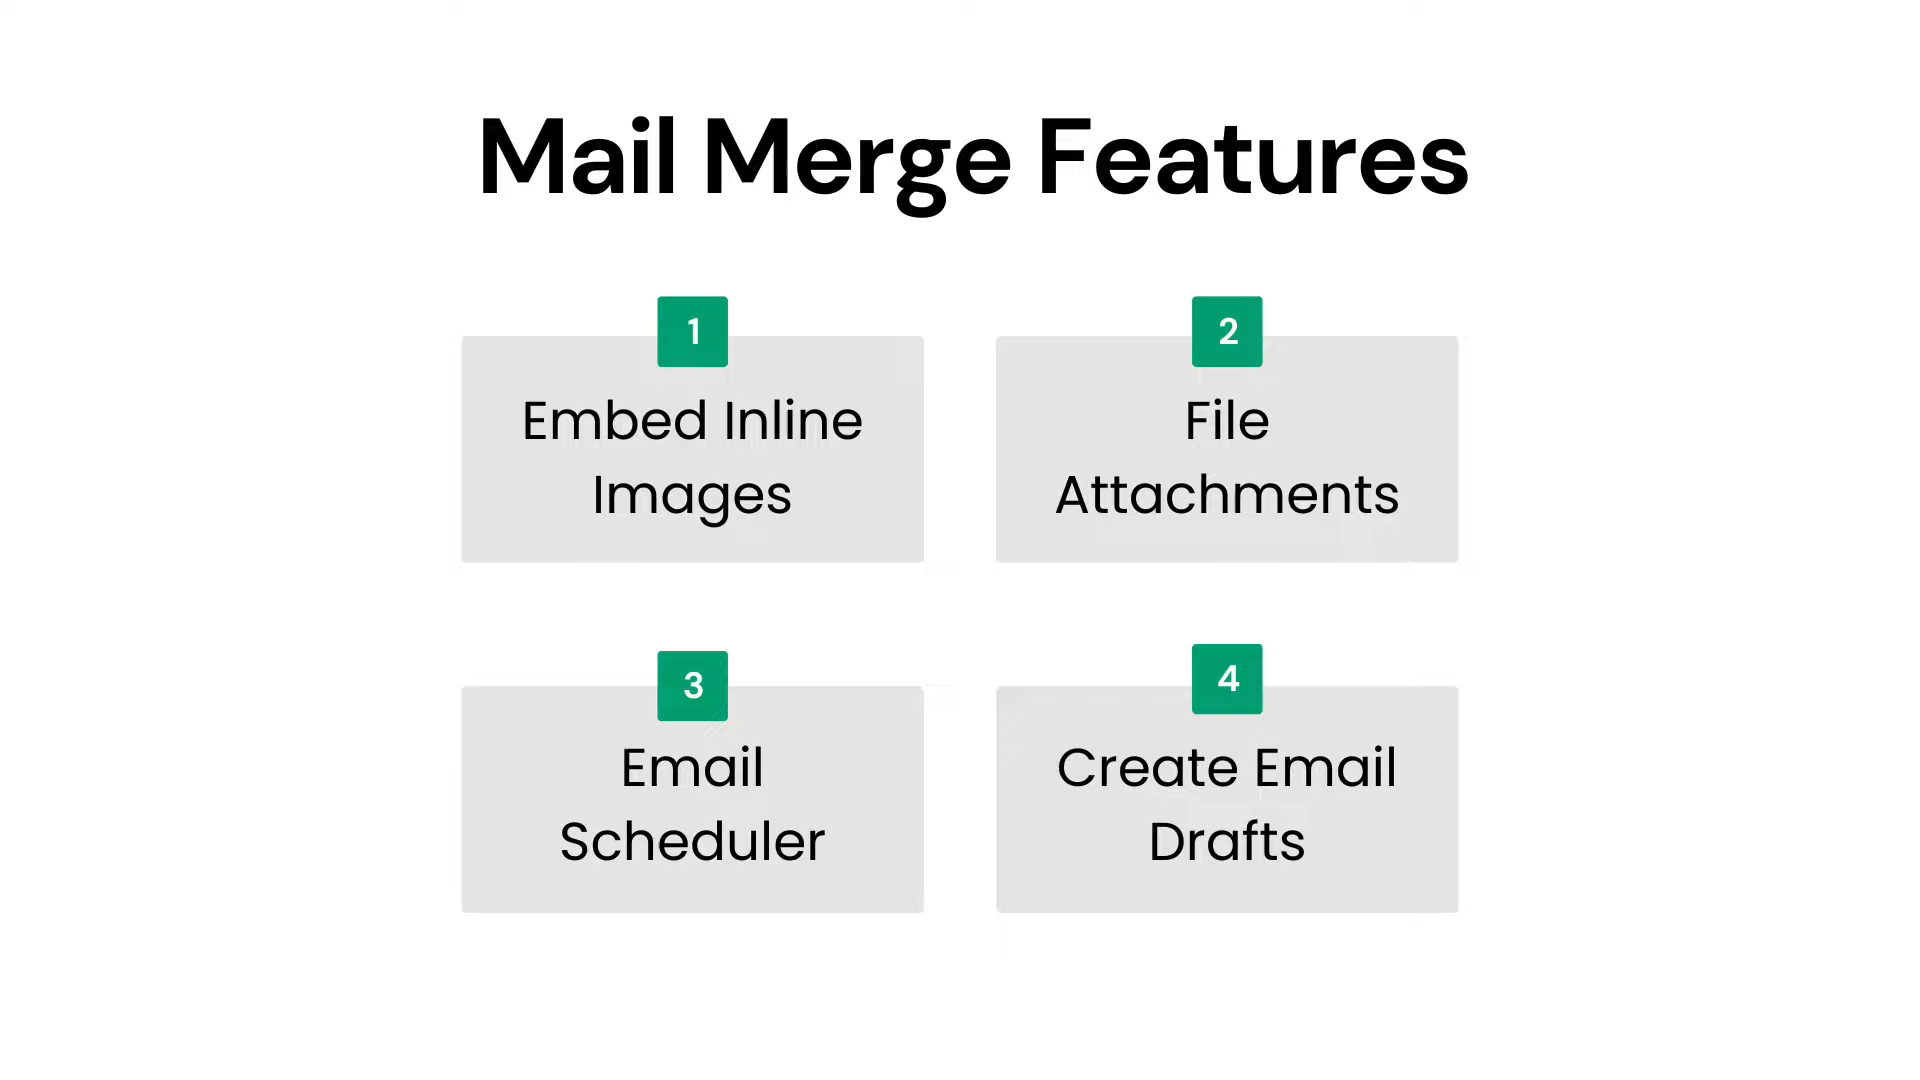 Mail Merge Features
1
Embed Inline
Images
2
File
Attachments
3
Email
Scheduler
4
Create Email
Drafts